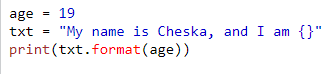 age = 19
txt = "My name is Cheska, and I am {}"
print(txt.format(age))